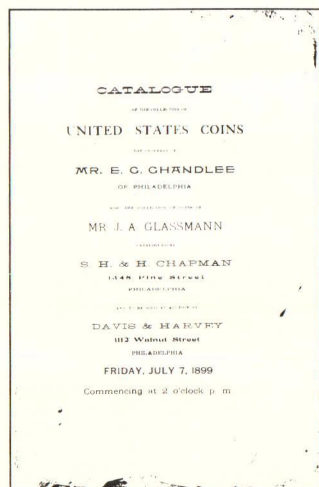 CATALOGUE
UNITED STATES COINS
MR. E. C. CHANDLEE
OF PHILADELPHIA
MR J. A. GLASSMANN
S. H. & H. CHAPMAN
1348 Pine Street
PHILADELPHIA
DAVIS & HARVEY
1112 Walnut Street
PHILADELPHIA
FRIDAY, JULY 7, 1899
Commencing at 2 o'clock p m